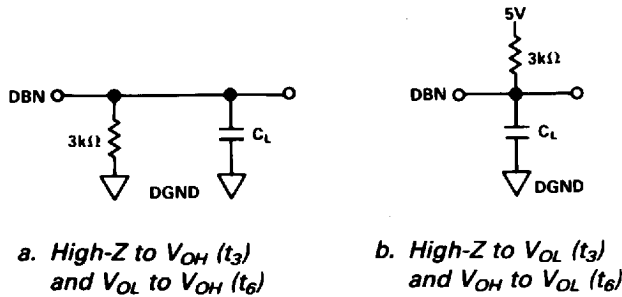 DBN
3kΩ
C_L
DGND
a. High-Z to V_OH (t_3)
and V_OL to V_OH (t_6)
5V
3kΩ
DBN
C_L
DGND
b. High-Z to V_OL (t_3)
and V_OH to V_OL (t_6)